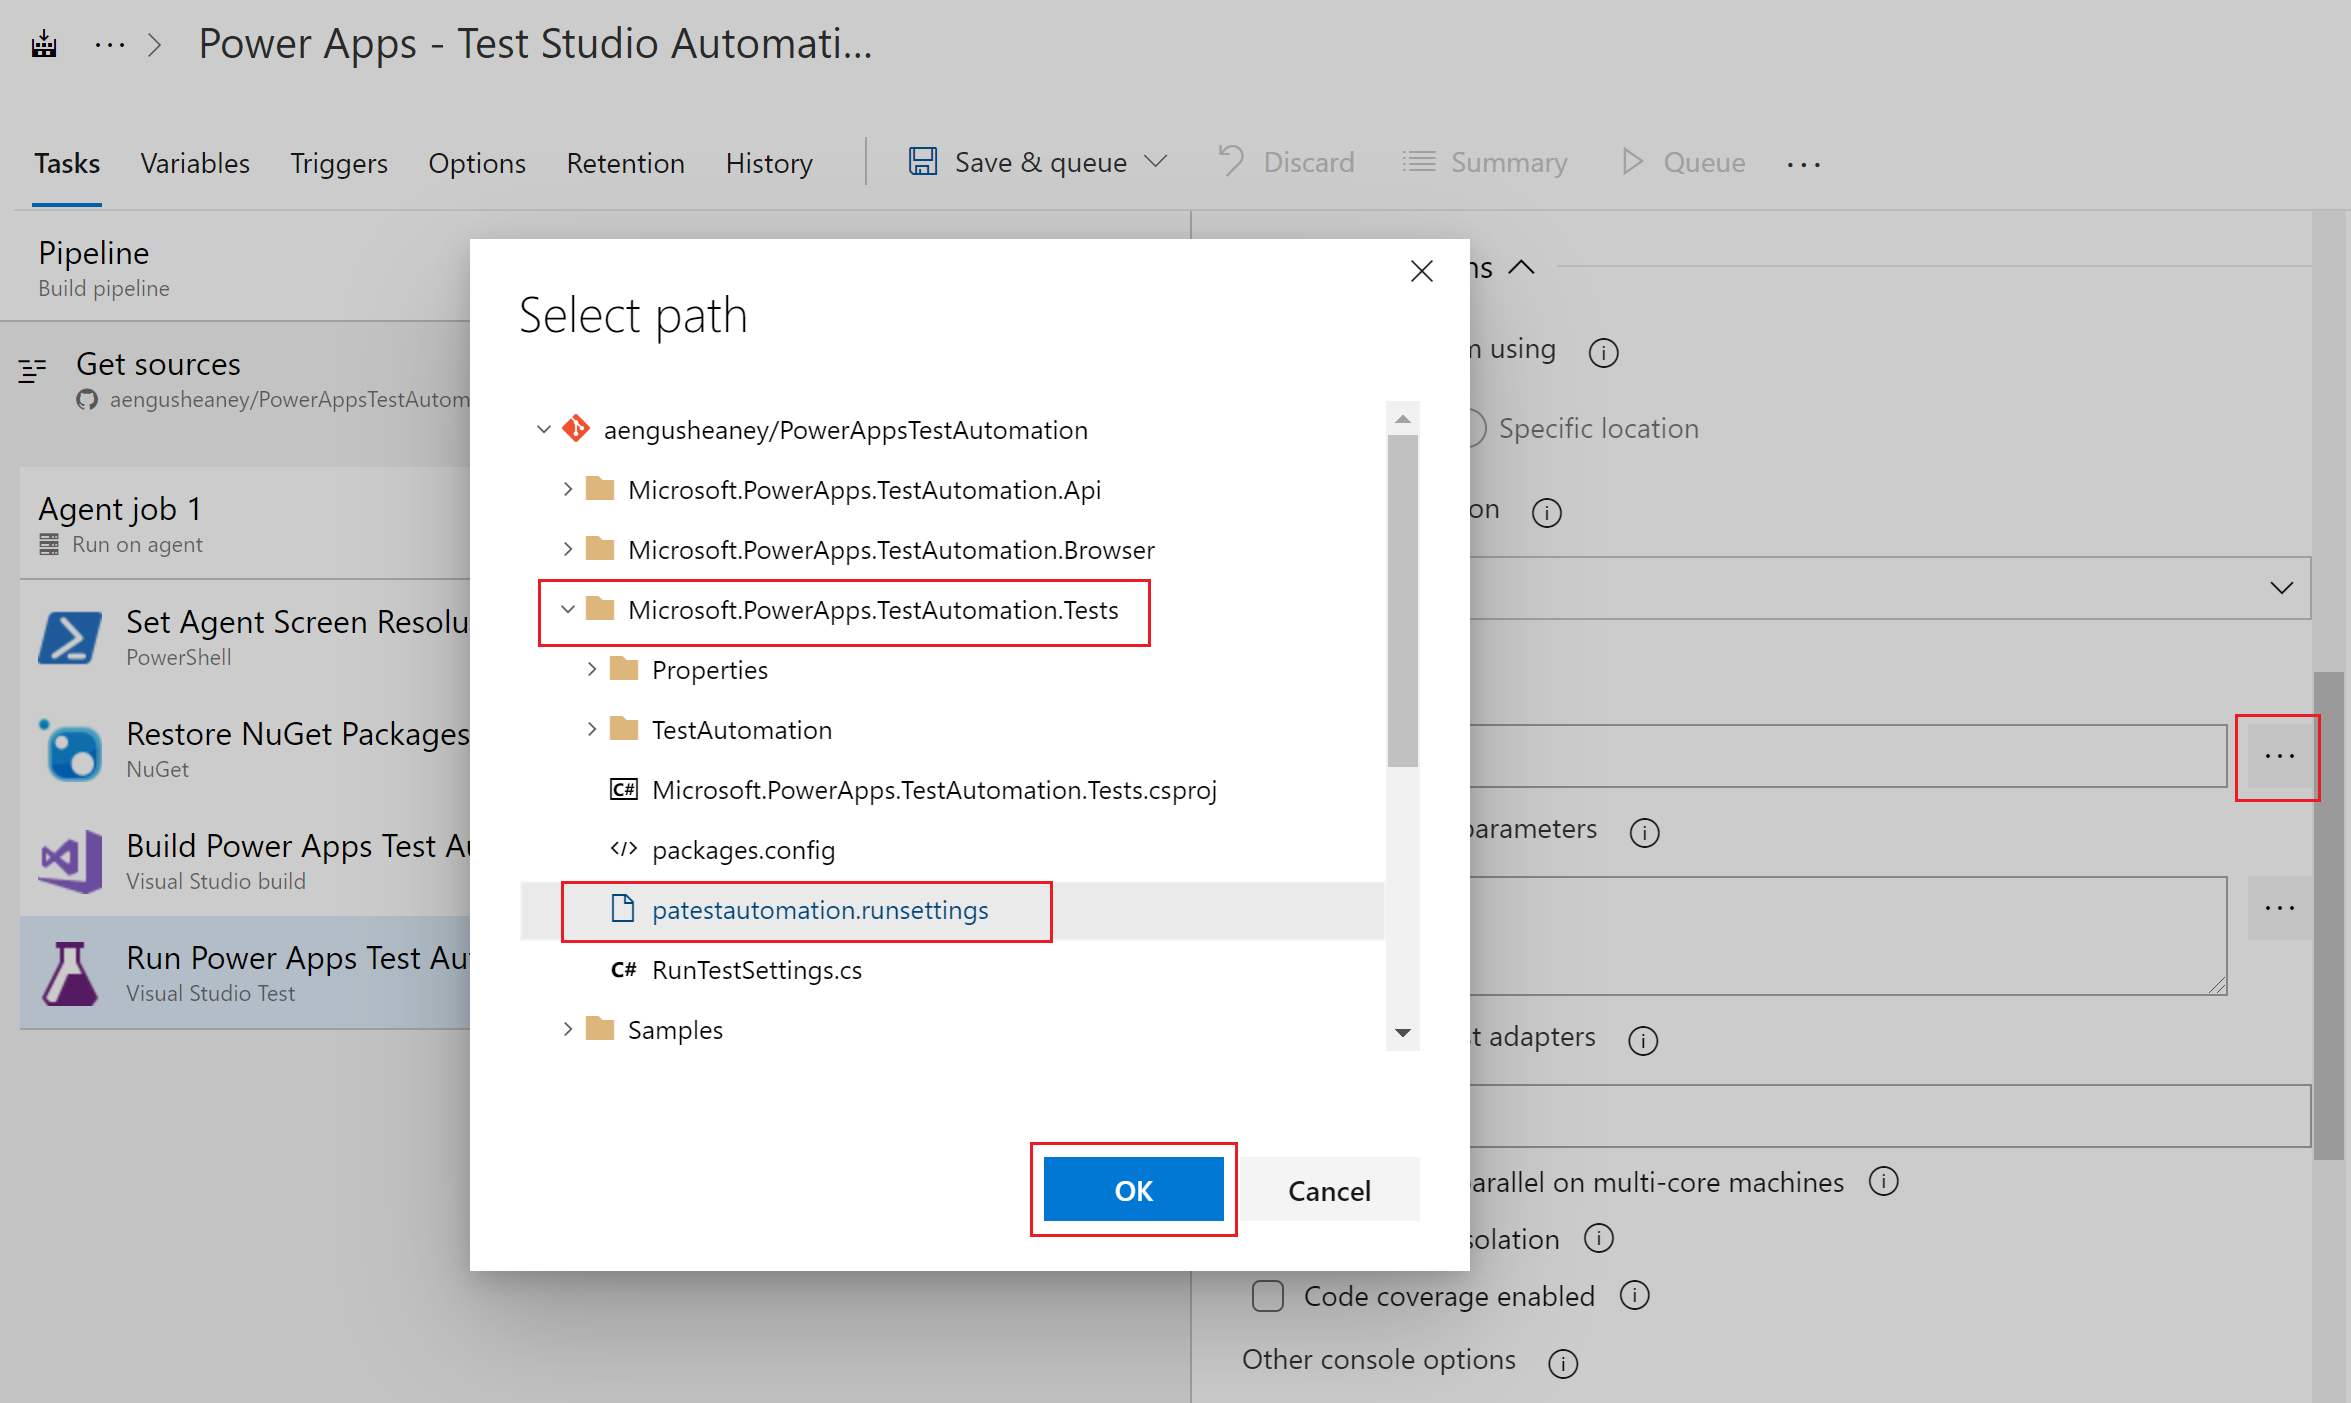 Power Apps - Test Studio Automati...
Tasks Variables Triggers Options Retention History Save & queue Discard Summary Queue
Pipeline
Build pipeline
Get sources
aengusheaney/PowerAppsTestAutom
Agent job 1
Run on agent
Set Agent Screen Resolu
PowerShell
Restore NuGet Packages
NuGet
Build Power Apps Test Au
Visual Studio build
Run Power Apps Test Au
Visual Studio Test
Select path
aengusheaney/PowerAppsTestAutomation
Microsoft.PowerApps.TestAutomation.Api
Microsoft.PowerApps.TestAutomation.Browser
Microsoft.PowerApps.TestAutomation.Tests
Properties
TestAutomation
C# Microsoft.PowerApps.TestAutomation.Tests.csproj
</> packages.config
patestautomation.runsettings
C# RunTestSettings.cs
Samples
OK
Cancel
ns
n using
Specific location
on
parameters
t adapters
arallel on multi-core machines
solation
Code coverage enabled
Other console options